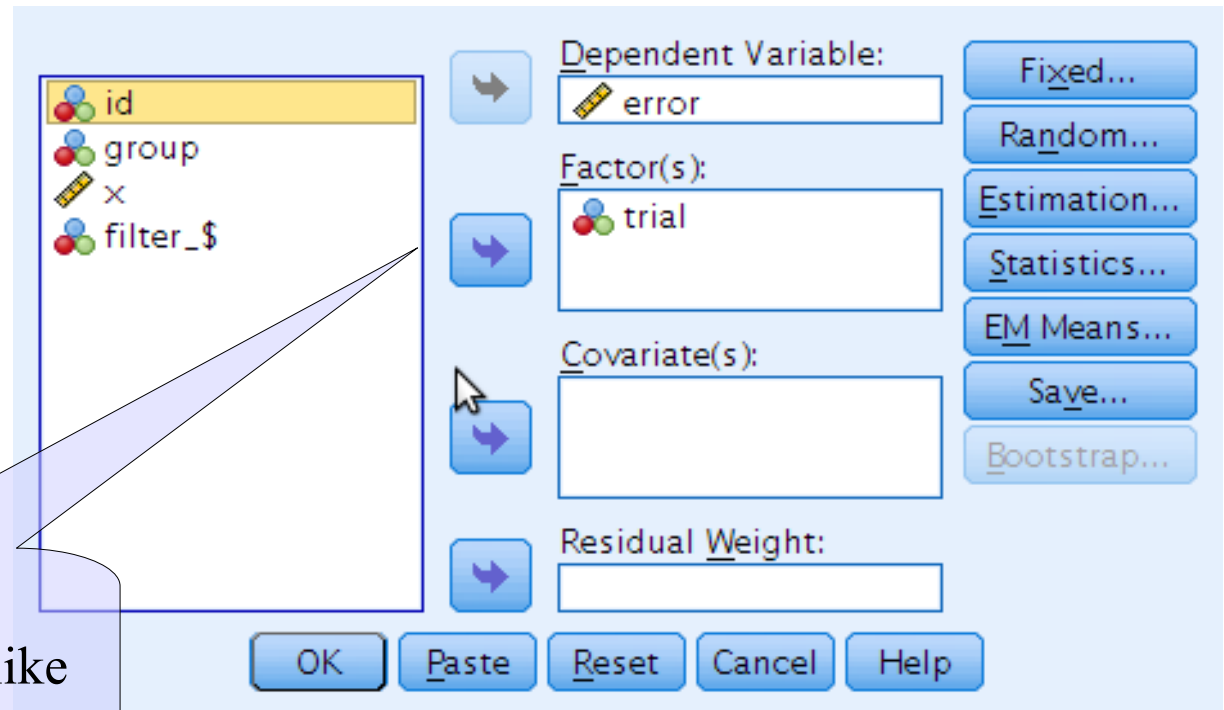 id
group
x
filter_$
Dependent Variable:
error
Factor(s):
trial
Covariate(s):
Residual Weight:
Fixed...
Random...
Estimation...
Statistics...
EM Means...
Save...
Bootstrap...
like
OK Paste Reset Cancel Help